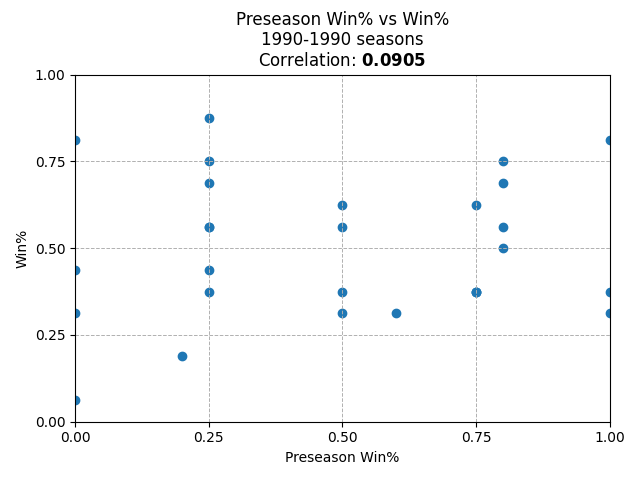 Preseason Win% vs Win%
1990-1990 seasons
Correlation: 0.0905
1.00
0.75
0.50
0.25
0.00
Win%
0.00 0.25 0.50 0.75 1.00
Preseason Win%